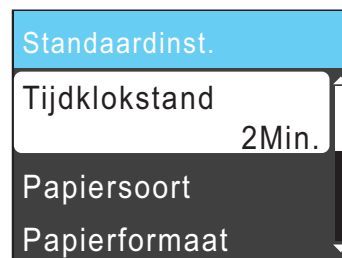 Standaardinst.
Tijdklokstand
2Min.
Papiersoort
Papierformaat